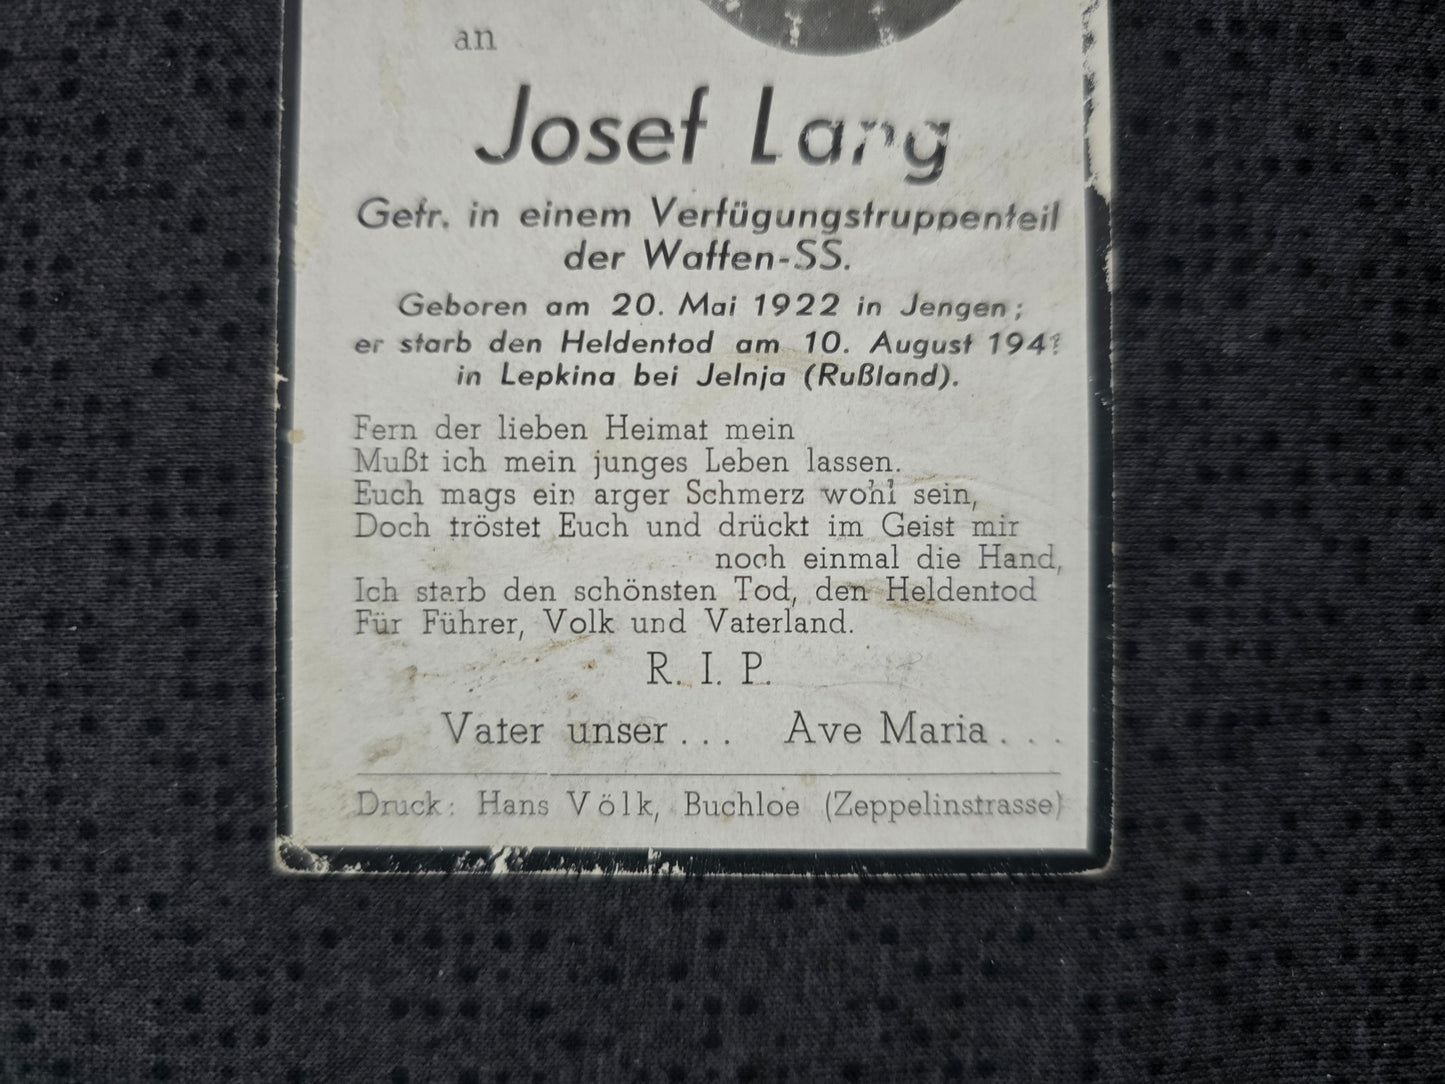 an
Josef Lang
Gefr. in einem Verfügungstruppenteil
der Waffen-SS.
Geboren am 20. Mai 1922 in Jengen;
er starb den Heldentod am 10. August
in Lepkina bei Jelnja (Rußland).
Fern der lieben Heimat mein
Mußt ich mein junges Leben lassen.
Euch mags ein arger Schmerz wohl sein,
Doch tröstet Euch und drückt im Geist mir
noch einmal die Hand,
Ich starb den schönsten Tod, den Heldentod
Für Führer, Volk und Vaterland.
R. I. P.
Vater unser ... Ave Maria ...
Druck: Hans Völk, Buchloe (Zeppelinstrasse)